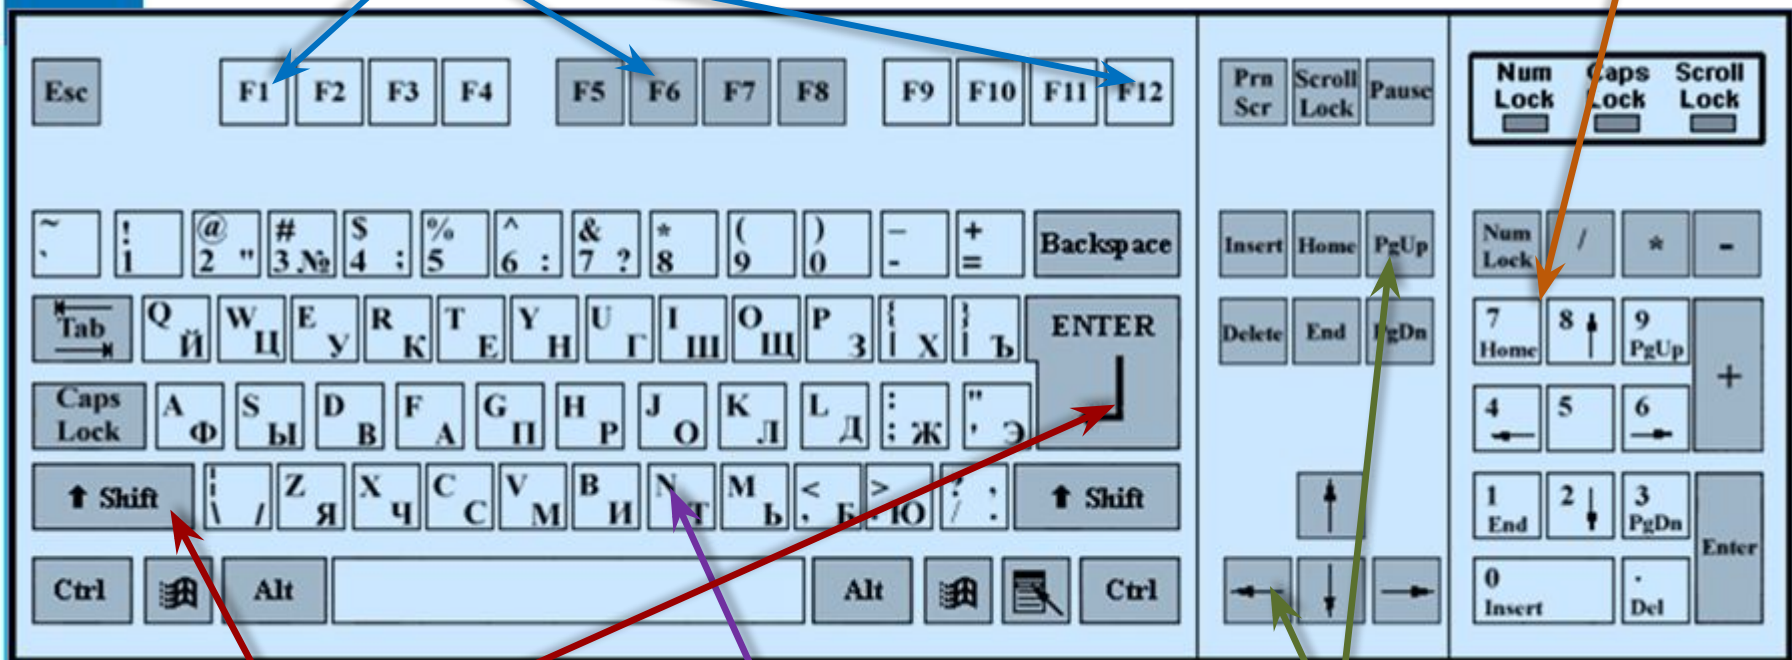 Esc F1 F2 F3 F4 F5 F6 F7 F8 F9 F10 F11 F12 Prn Scr Scroll Lock Pause Num Lock Caps Lock Scroll Lock
~ ` ! 1 @ 2 " # 3 № $ 4 ; % 5 ^ 6 : & 7 ? * 8 ( 9 ) 0 – - + = Backspace Insert Home PgUp Num Lock / * -
Tab Q Й W Ц E У R К T Е Y Н U Г I Ш O Щ P З { [ Х } ] Ъ ENTER Delete End PgDn 7 Home 8 9 PgUp +
Caps Lock A Ф S Ы D В F А G П H Р J О K Л L Д : ; Ж " ' Э 4 5 6
Shift ¦ \ / Z Я X Ч C С V М B И N Т M Ь < , Б > . Ю ? / , . Shift 1 End 2 3 PgDn Enter
Ctrl Alt Alt Ctrl 0 Insert . Del